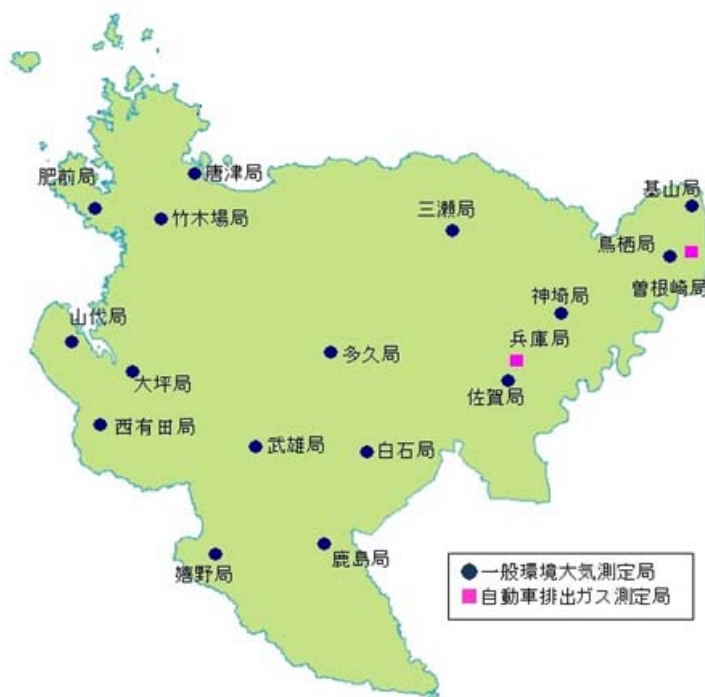 唐津局
肥前局
竹木場局
三瀬局
基山局
鳥栖局
曽根崎局
神埼局
山代局
兵庫局
多久局
大坪局
佐賀局
西有田局
武雄局
白石局
鹿島局
嬉野局
一般環境大気測定局
自動車排出ガス測定局